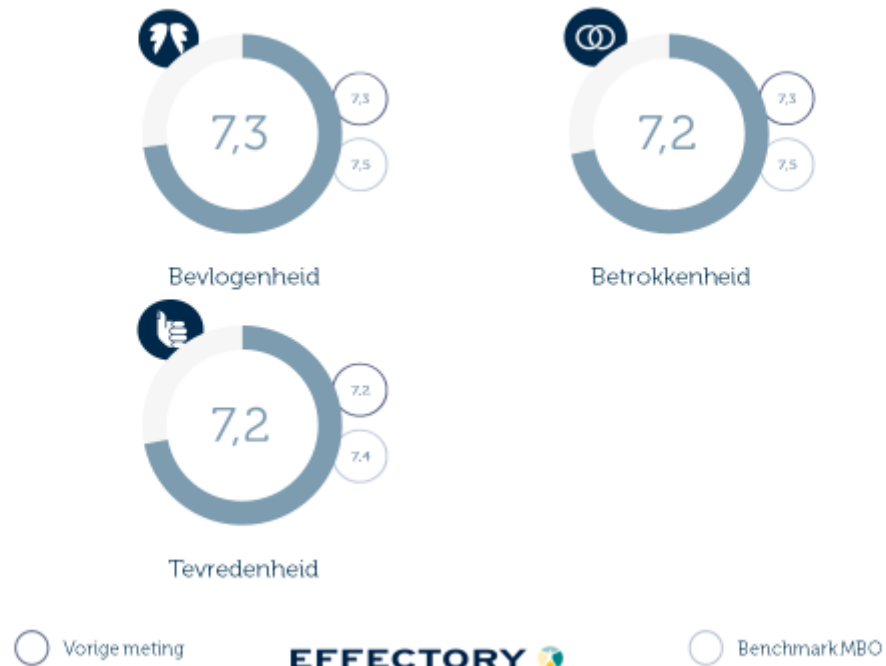 7,3
7,3
7,5
Bevlogenheid
7,2
7,3
7,5
Betrokkenheid
7,2
7,2
7,4
Tevredenheid
Vorige meting
EFFECTORY
Benchmark MBO